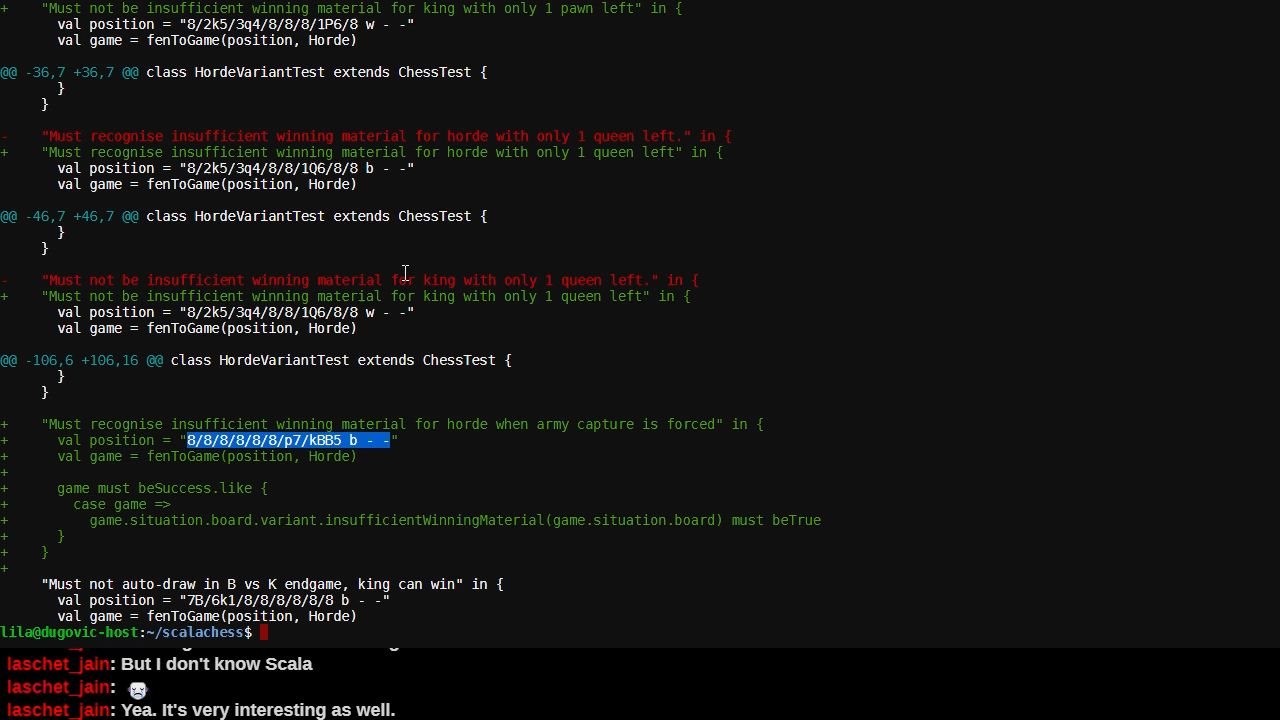 +    "Must not be insufficient winning material for king with only 1 pawn left" in {
       val position = "8/2k5/3q4/8/8/8/1P6/8 w - -"
       val game = fenToGame(position, Horde)
@@ -36,7 +36,7 @@ class HordeVariantTest extends ChessTest {
       }
     }
-    "Must recognise insufficient winning material for horde with only 1 queen left." in {
+    "Must recognise insufficient winning material for horde with only 1 queen left" in {
       val position = "8/2k5/3q4/8/8/1Q6/8/8 b - -"
       val game = fenToGame(position, Horde)
@@ -46,7 +46,7 @@ class HordeVariantTest extends ChessTest {
       }
     }
-    "Must not be insufficient winning material for king with only 1 queen left." in {
+    "Must not be insufficient winning material for king with only 1 queen left" in {
       val position = "8/2k5/3q4/8/8/1Q6/8/8 w - -"
       val game = fenToGame(position, Horde)
@@ -106,6 +106,16 @@ class HordeVariantTest extends ChessTest {
       }
     }
+    "Must recognise insufficient winning material for horde when army capture is forced" in {
+      val position = "8/8/8/8/8/8/p7/kBB5 b - -"
+      val game = fenToGame(position, Horde)
+
+      game must beSuccess.like {
+        case game =>
+          game.situation.board.variant.insufficientWinningMaterial(game.situation.board) must beTrue
+      }
+    }
+
     "Must not auto-draw in B vs K endgame, king can win" in {
       val position = "7B/6k1/8/8/8/8/8/8 b - -"
       val game = fenToGame(position, Horde)
lila@dugovic-host:~/scalachess$
laschet_jain: But I don't know Scala
laschet_jain:
laschet_jain: Yea. It's very interesting as well.